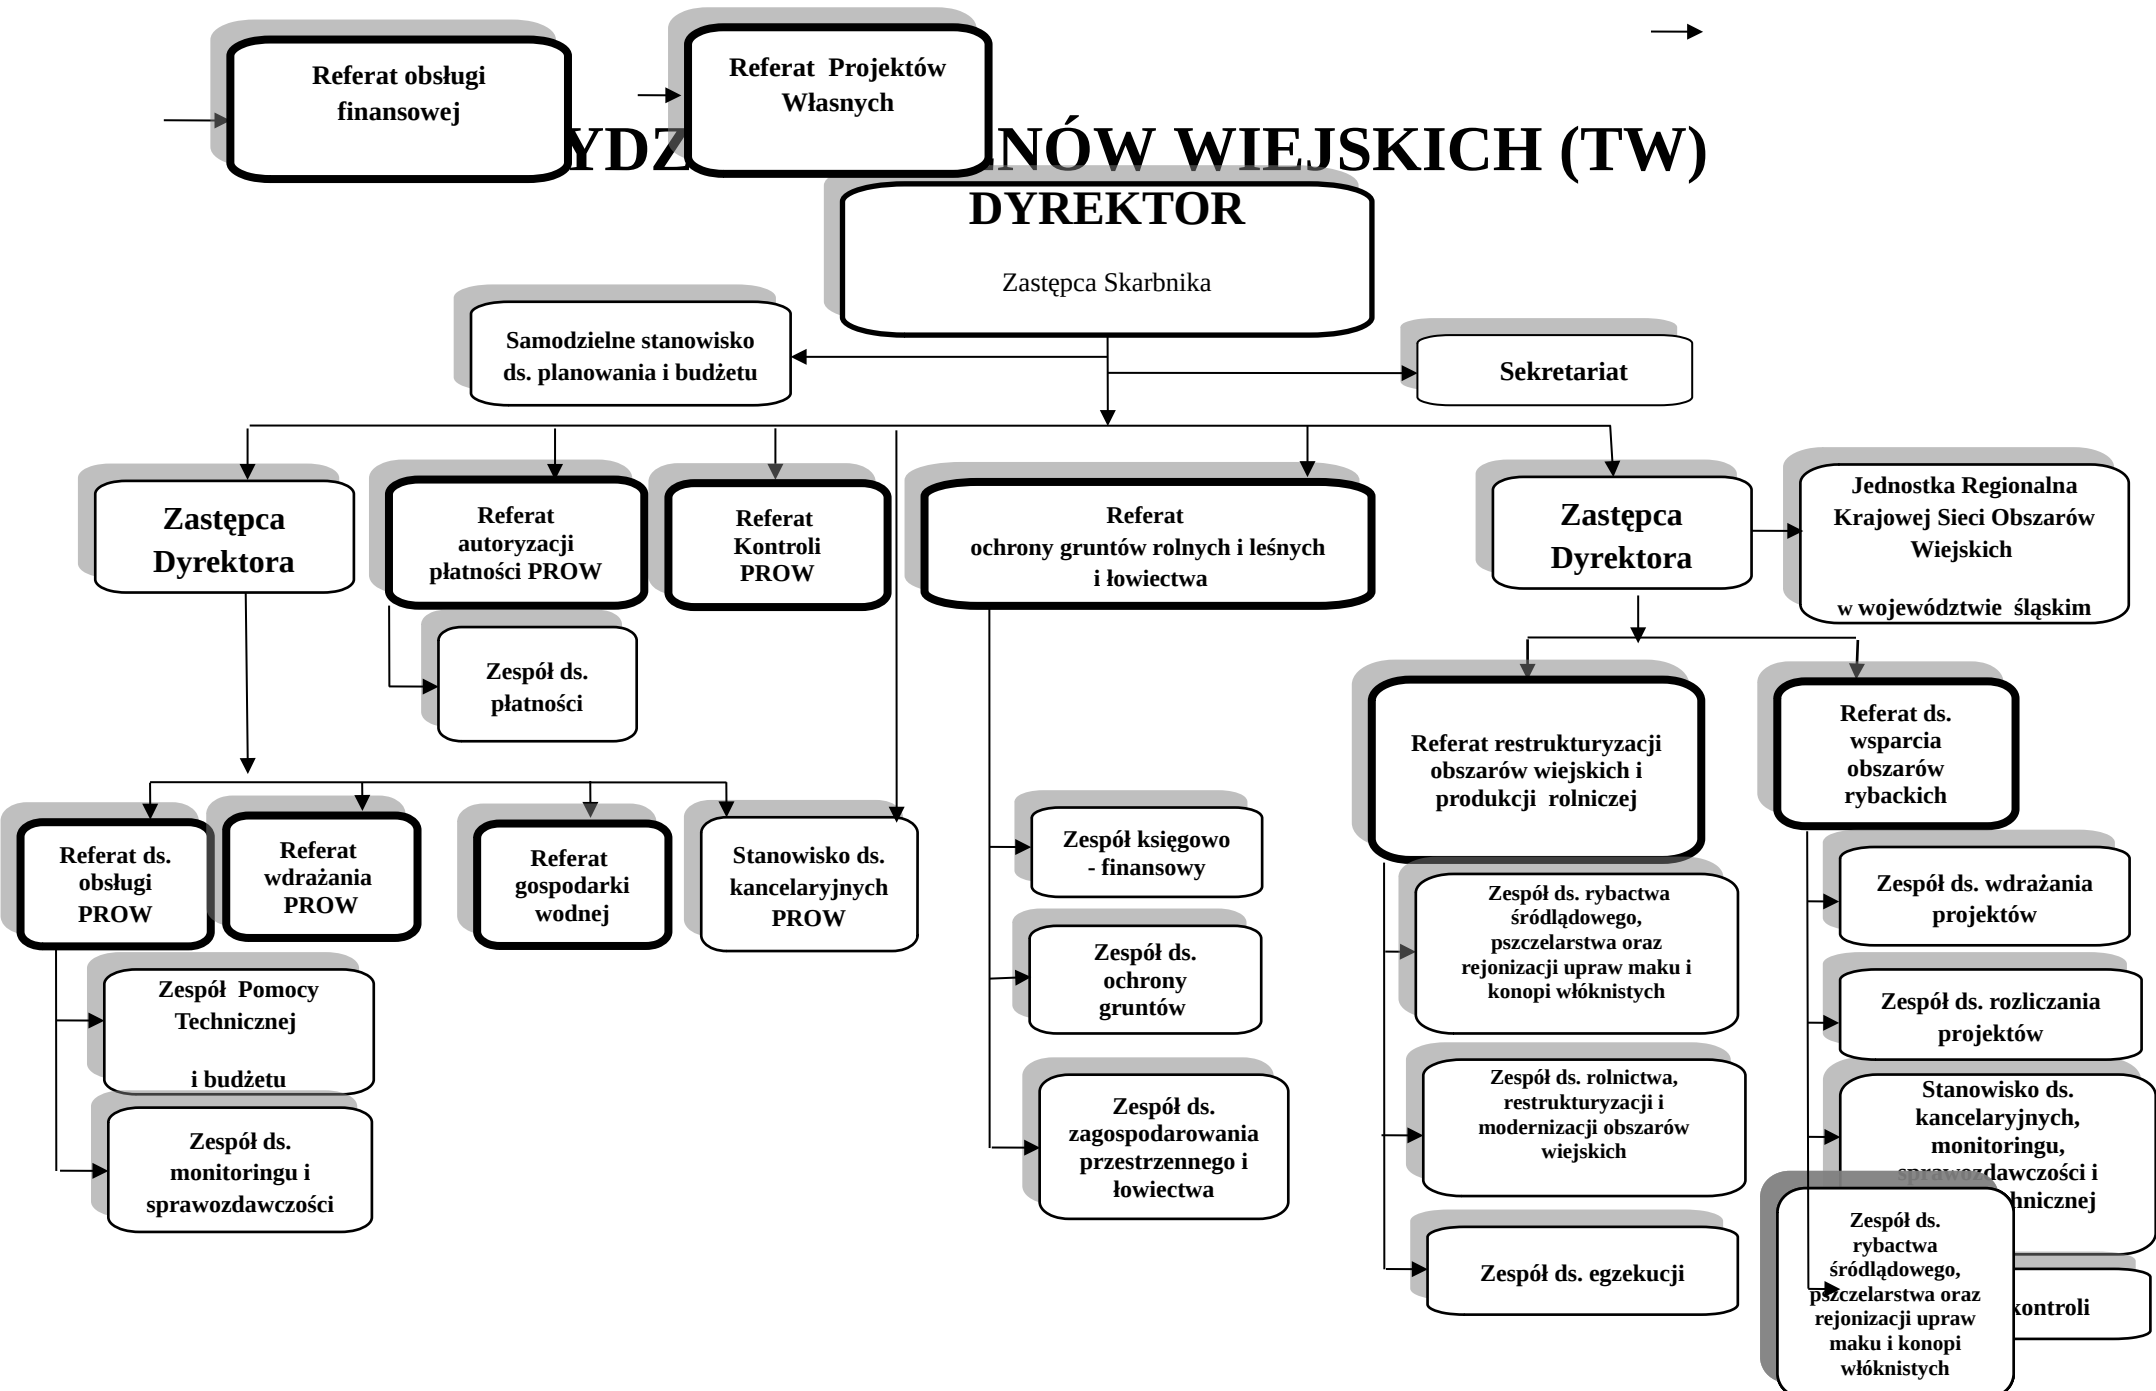 Referat obsługi
finansowej
Referat Projektów
Własnych
WIEJSKICH (TW)
DYREKTOR
Zastępca Skarbnika
Samodzielne stanowisko
ds. planowania i budżetu
Sekretariat
Zastępca
Dyrektora
Referat
autoryzacji
płatności PROW
Referat
Kontroli
PROW
Referat
ochrony gruntów rolnych i leśnych
i łowiectwa
Zastępca
Dyrektora
Jednostka Regionalna
Krajowej Sieci Obszarów
Wiejskich
w województwie śląskim
Zespół ds.
płatności
Referat restrukturyzacji
obszarów wiejskich i
produkcji rolniczej
Referat ds.
wsparcia
obszarów
rybackich
Referat ds.
obsługi
PROW
Referat
wdrażania
PROW
Referat
gospodarki
wodnej
Stanowisko ds.
kancelaryjnych
PROW
Zespół Pomocy
Technicznej
i budżetu
Zespół ds.
monitoringu i
sprawozdawczości
Zespół księgowo
- finansowy
Zespół ds.
ochrony
gruntów
Zespół ds.
zagospodarowania
przestrzennego i
łowiectwa
Zespół ds. rybactwa
śródlądowego,
pszczelarstwa oraz
rejonizacji upraw maku i
konopi włóknistych
Zespół ds. rolnictwa,
restrukturyzacji i
modernizacji obszarów
wiejskich
Zespół ds. egzekucji
Zespół ds. wdrażania
projektów
Zespół ds. rozliczania
projektów
Stanowisko ds.
kancelaryjnych,
monitoringu,
sprawozdawczości i
Zespół ds.
rybactwa
śródlądowego,
pszczelarstwa oraz
rejonizacji upraw
maku i konopi
włóknistych
kontroli